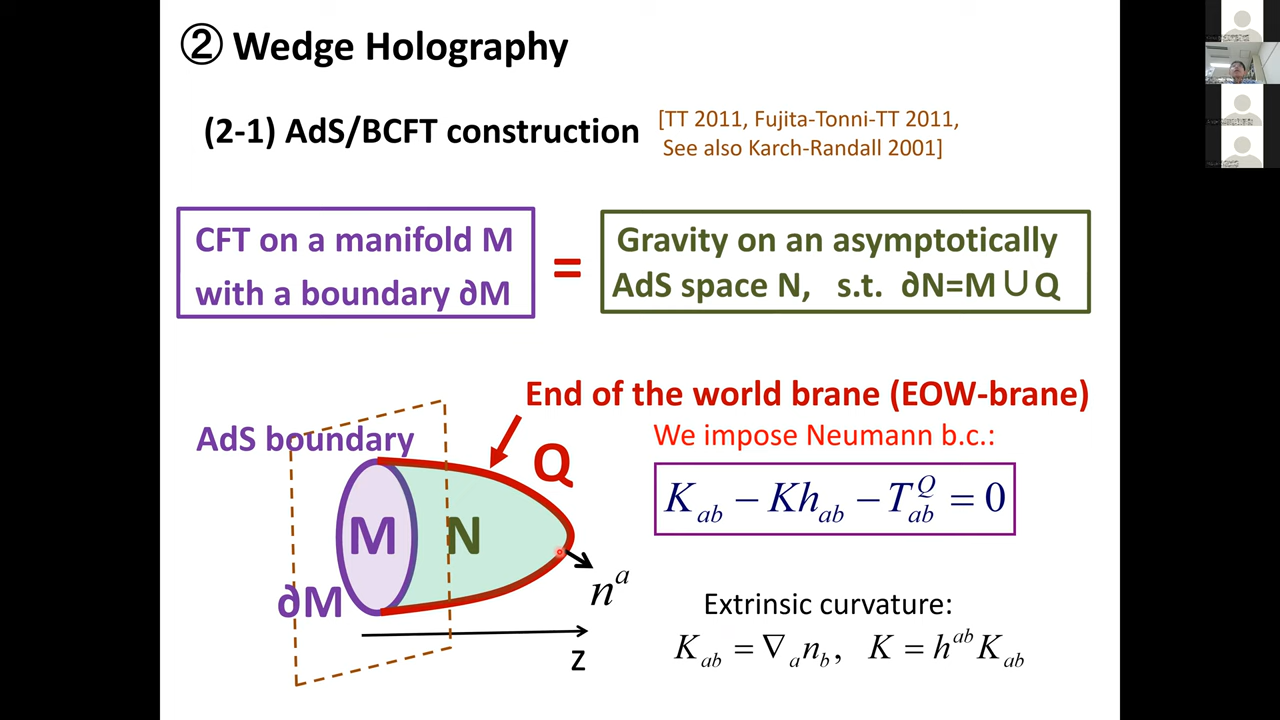 ② Wedge Holography
(2-1) AdS/BCFT construction
[TT 2011, Fujita-Tonni-TT 2011,
See also Karch-Randall 2001]
CFT on a manifold M
with a boundary ∂M
=
Gravity on an asymptotically
AdS space N, s.t. ∂N=M∪Q
End of the world brane (EOW-brane)
We impose Neumann b.c.:
AdS boundary
Q
M
N
∂M
n^a
z
K_{ab} − Kh_{ab} − T^Q_{ab} = 0
Extrinsic curvature:
K_{ab} = ∇_a n_b, K = h^{ab} K_{ab}